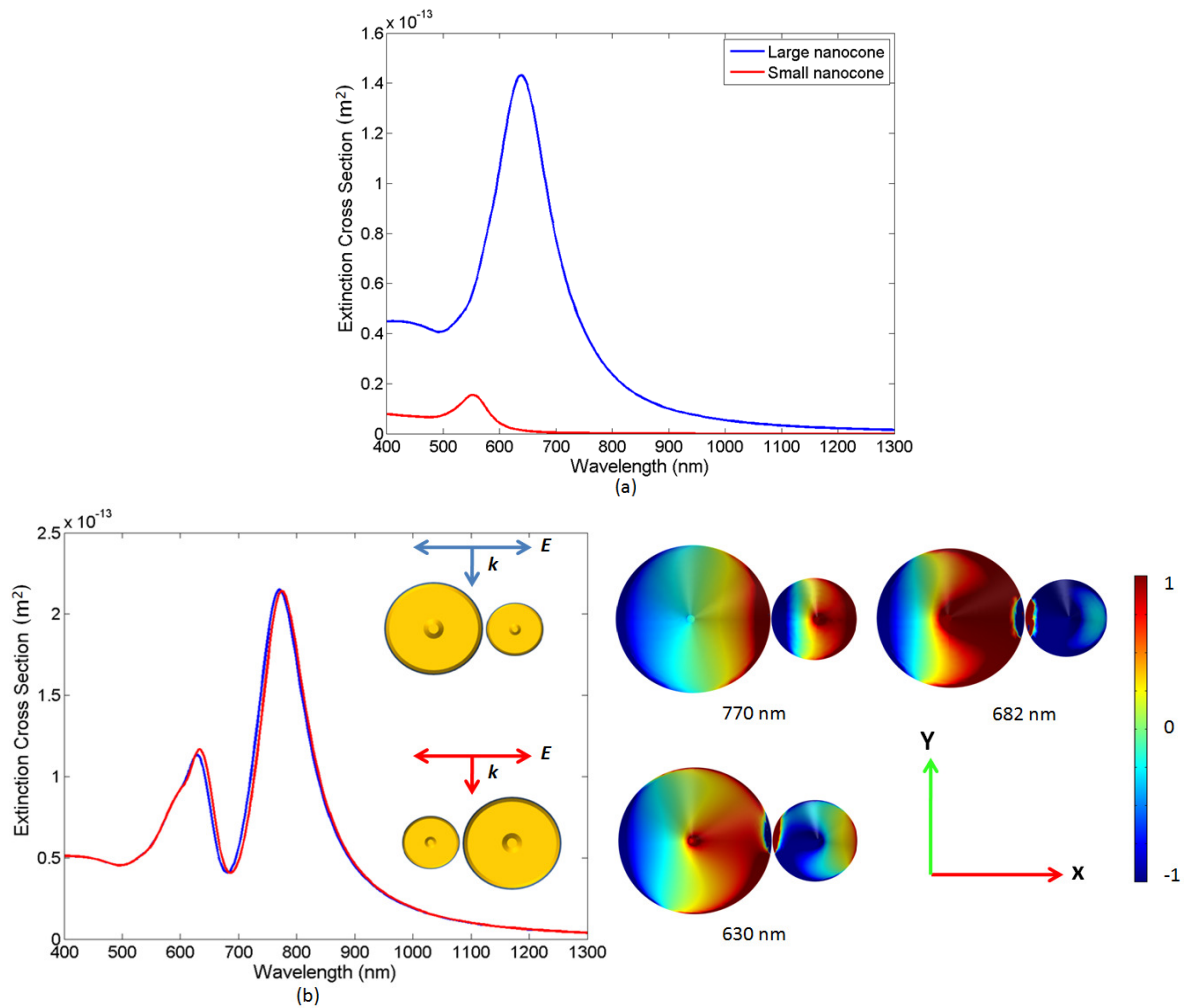 × 10⁻¹³
1.6
1.4
1.2
1
0.8
0.6
0.4
0.2
0
Extinction Cross Section (m²)
Large nanocone
Small nanocone
400 500 600 700 800 900 1000 1100 1200 1300
Wavelength (nm)
(a)
× 10⁻¹³
2.5
2
1.5
1
0.5
0
Extinction Cross Section (m²)
E
k
E
k
400 500 600 700 800 900 1000 1100 1200 1300
Wavelength (nm)
(b)
770 nm
682 nm
630 nm
Y
X
1
0
-1